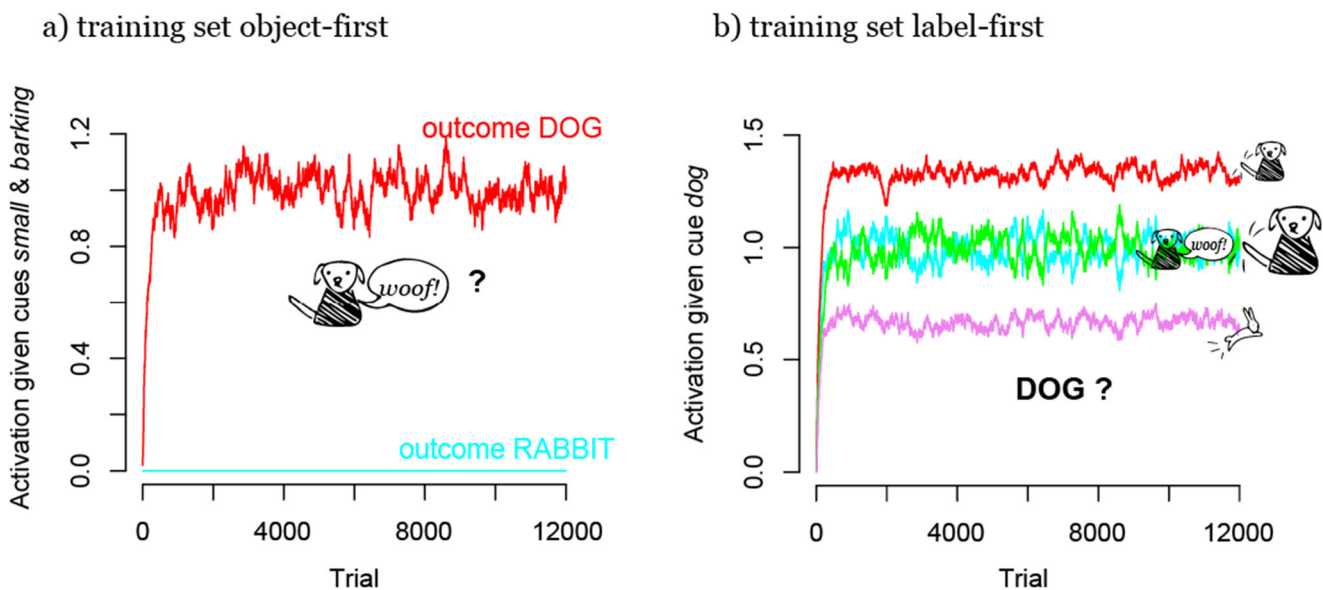 a) training set object-first
Activation given cues small & barking
1.2
0.8
0.4
0.0
outcome DOG
woof!
?
outcome RABBIT
0
4000
8000
12000
Trial
b) training set label-first
Activation given cue dog
1.5
1.0
0.5
0.0
woof!
DOG ?
0
4000
8000
12000
Trial